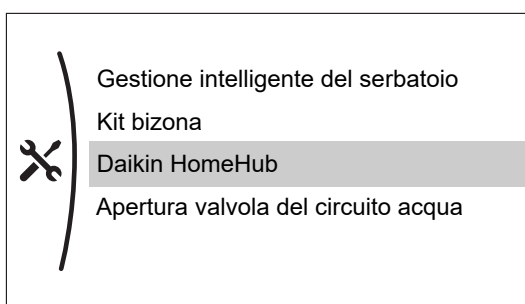 Gestione intelligente del serbatoio
Kit bizona
Daikin HomeHub
Apertura valvola del circuito acqua